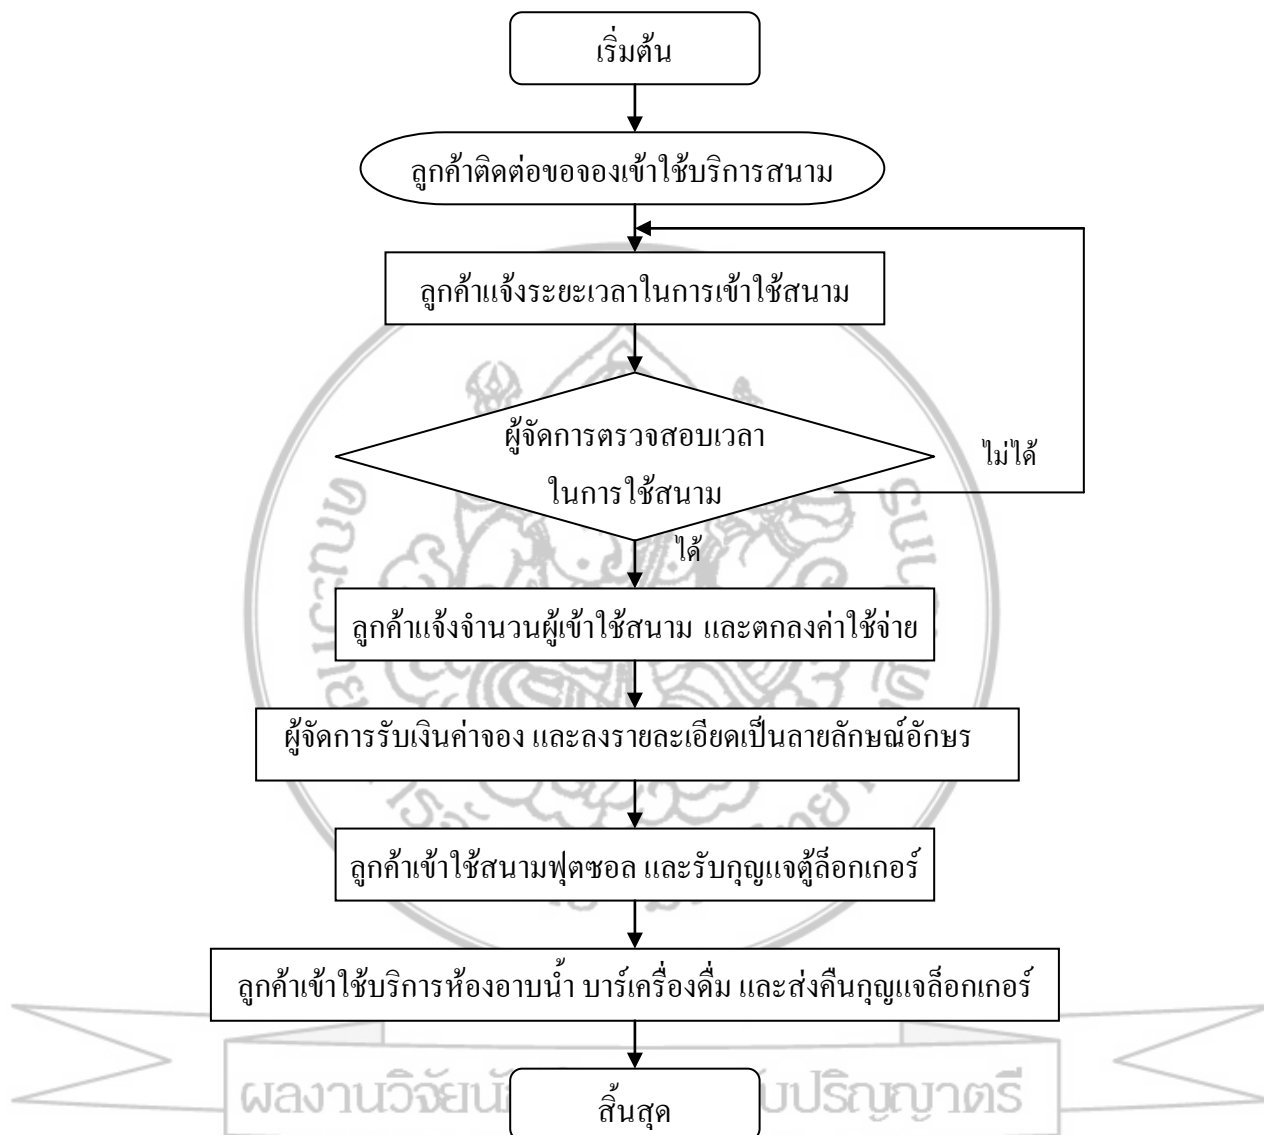 เริ่มต้น
ลูกค้าติดต่อขอจองเข้าใช้บริการสนาม
ลูกค้าแจ้งระยะเวลาในการเข้าใช้สนาม
ผู้จัดการตรวจสอบเวลา
ในการใช้สนาม
ไม่ได้
ได้
ลูกค้าแจ้งจำนวนผู้เข้าใช้สนาม และตกลงค่าใช้จ่าย
ผู้จัดการรับเงินค่าจอง และลงรายละเอียดเป็นลายลักษณ์อักษร
ลูกค้าเข้าใช้สนามฟุตซอล และรับกุญแจตู้ล็อกเกอร์
ลูกค้าเข้าใช้บริการห้องอาบน้ำ บาร์เครื่องดื่ม และส่งคืนกุญแจล็อกเกอร์
ผลงานวิจัย
ปริญญาตรี
สิ้นสุด